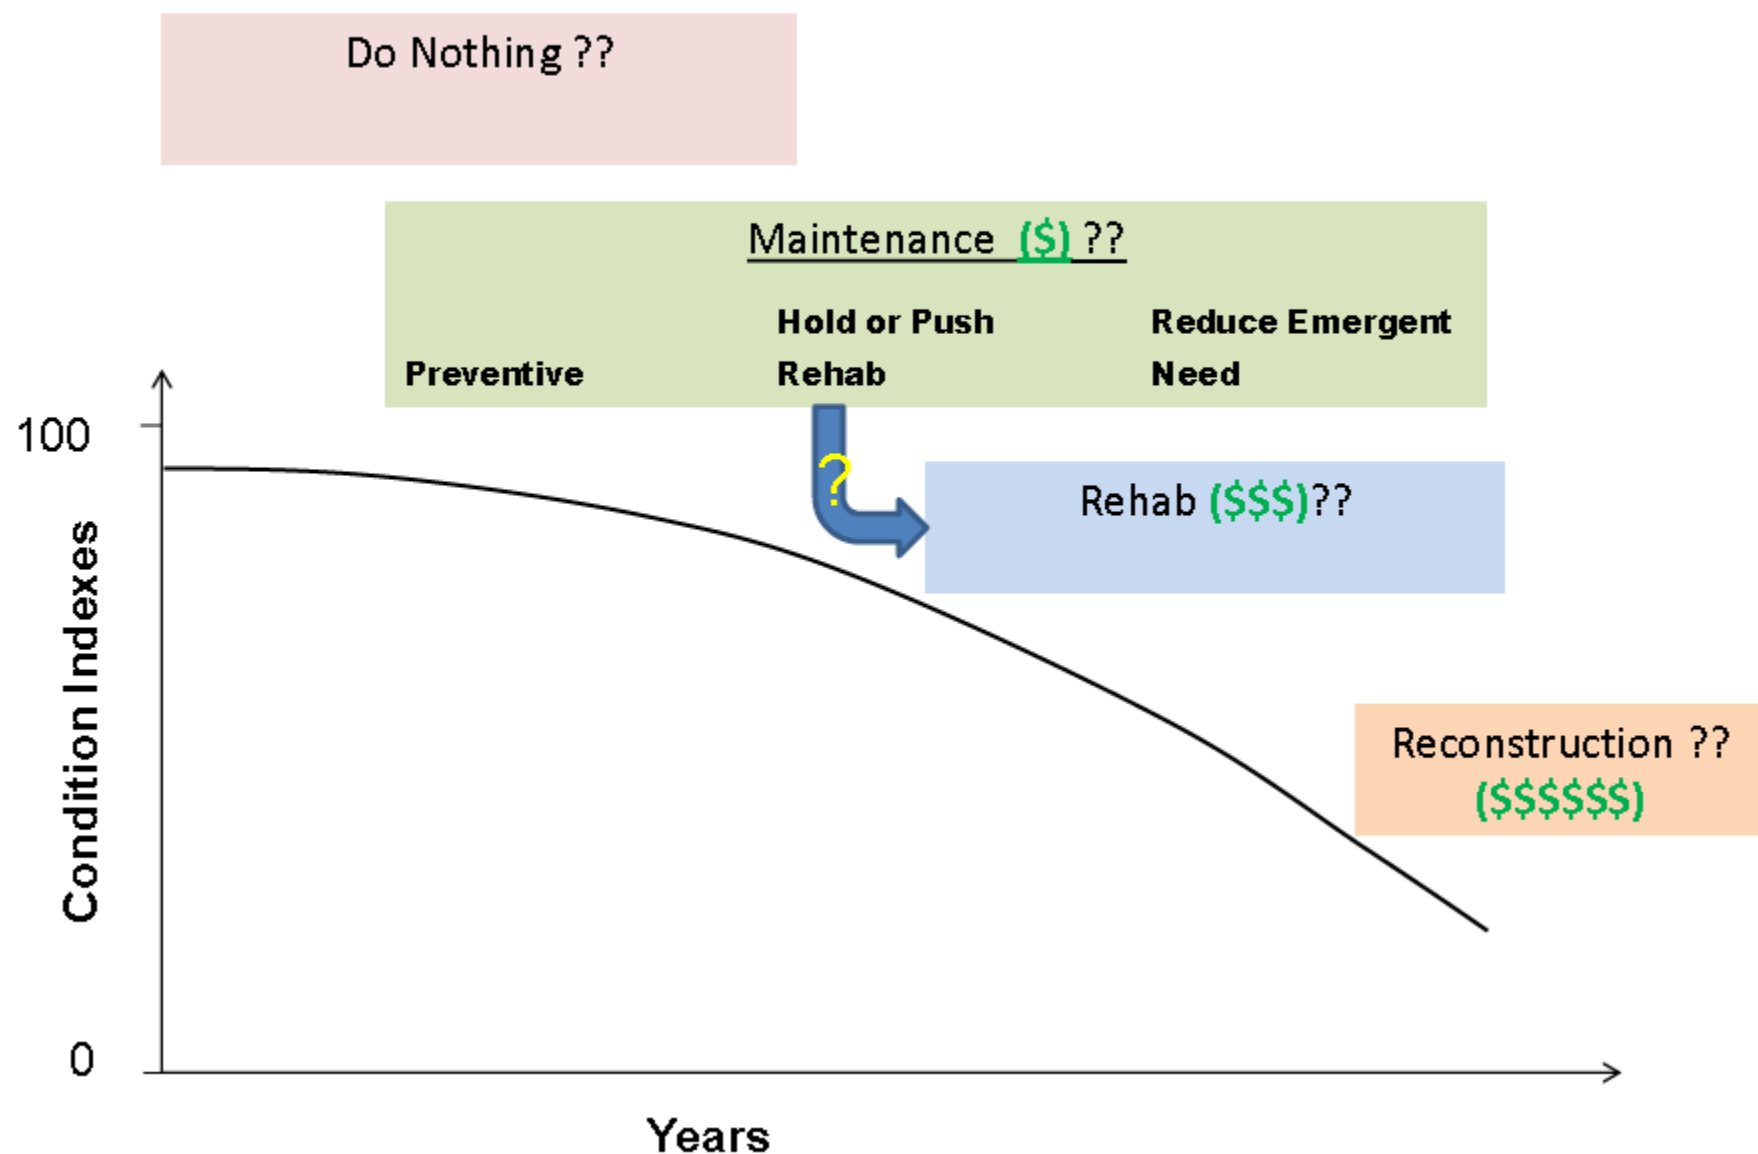 Do Nothing ??
Maintenance ($) ??
Preventive
Hold or Push
Rehab
Reduce Emergent
Need
?
Rehab ($$$)??
Reconstruction ??
($$$$$$)
100
0
Condition Indexes
Years